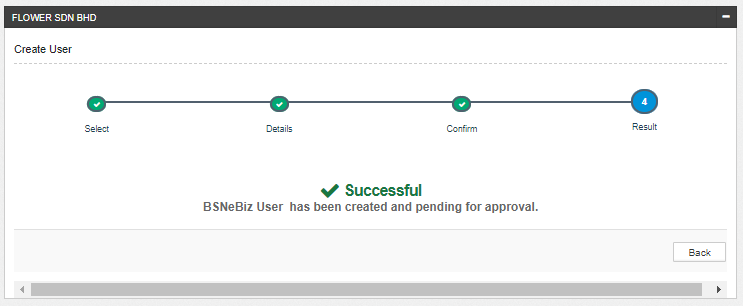 FLOWER SDN BHD
Create User
4
Select
Details
Confirm
Result
Successful
BSNeBiz User has been created and pending for approval.
Back